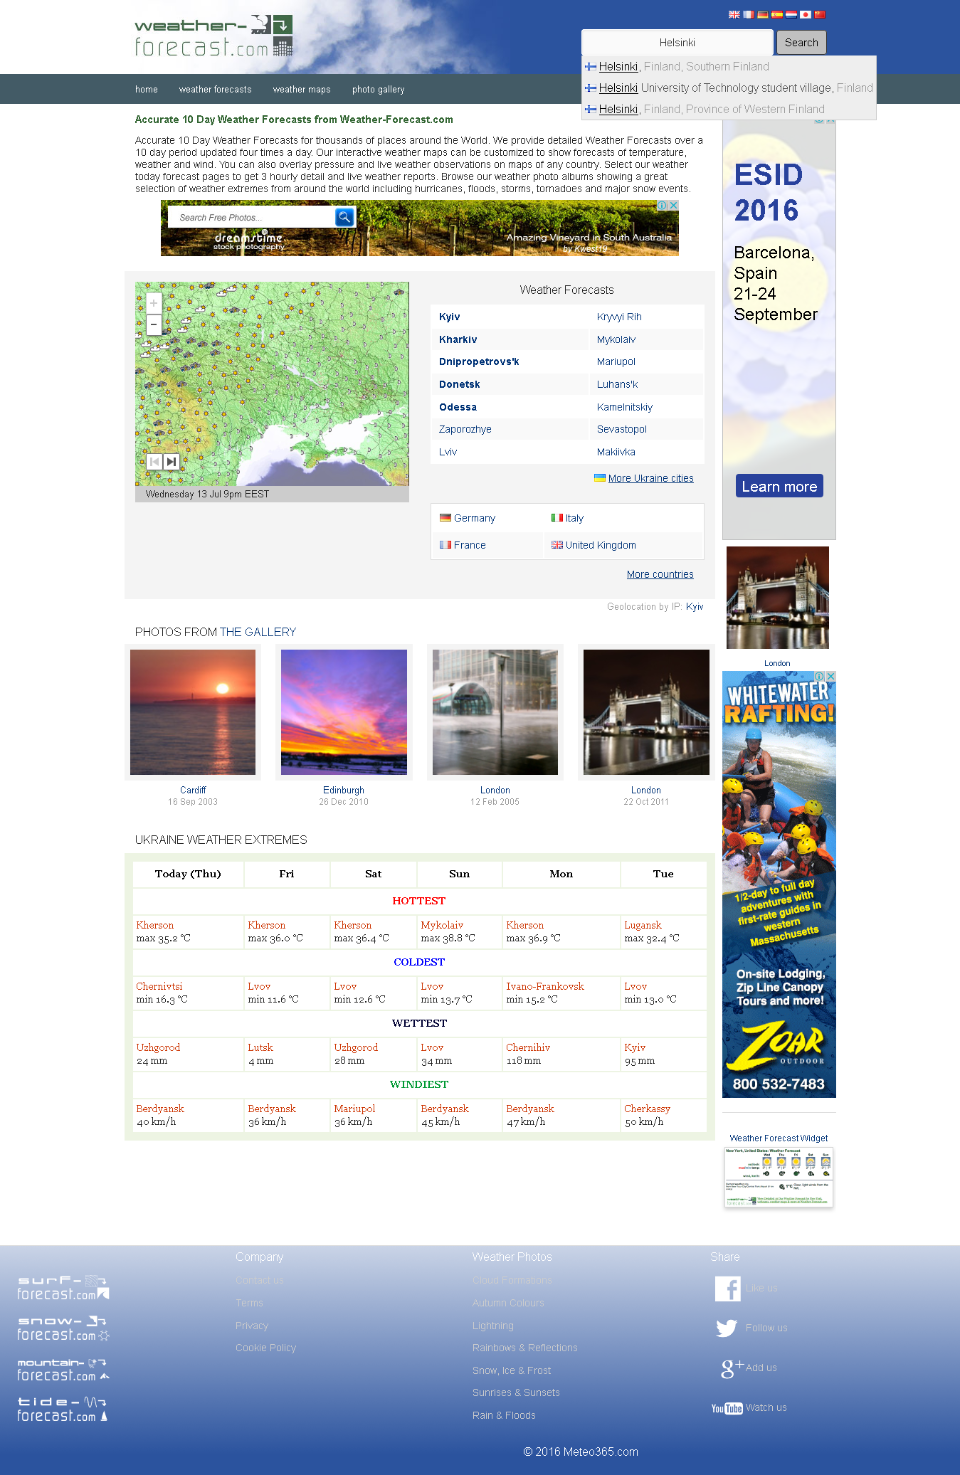 weather-
forecast.com
Helsinki
Search
Helsinki, Finland, Southern Finland
Helsinki University of Technology student village, Finland
Helsinki, Finland, Province of Western Finland
home
weather forecasts
weather maps
photo gallery
Accurate 10 Day Weather Forecasts from Weather-Forecast.com
Accurate 10 Day Weather Forecasts for thousands of places around the World. We provide detailed Weather Forecasts over a
10 day period updated four times a day. Our interactive weather maps can be customized to show forecasts of temperature,
weather and wind. You can also overlay pressure and live weather observations on maps of any country. Select our weather
today forecast pages to get 3 hourly detail and live weather reports. Browse our weather photo albums showing a great
selection of weather extremes from around the world including hurricanes, floods, storms, tornadoes and major snow events.
Search Free Photos...
dreamstime
stock photography
Amazing Vineyard in South Australia
by Kwest19
ESID
2016
Barcelona,
Spain
21-24
September
Learn more
+
−
Wednesday 13 Jul 9pm EEST
Weather Forecasts
Kyiv Kryvyi Rih
Kharkiv Mykolaiv
Dnipropetrovs'k Mariupol
Donetsk Luhans'k
Odessa Kamelnitskiy
Zaporozhye Sevastopol
Lviv Makiivka
More Ukraine cities
Germany Italy
France United Kingdom
More countries
Geolocation by IP: Kyiv
London
PHOTOS FROM THE GALLERY
Cardiff
16 Sep 2003
Edinburgh
26 Dec 2010
London
12 Feb 2005
London
22 Oct 2011
WHITEWATER
RAFTING!
1/2-day to full day
adventures with
first-rate guides in
western
Massachusetts
On-site Lodging,
Zip Line Canopy
Tours and more!
ZOAR
OUTDOOR
800 532-7483
UKRAINE WEATHER EXTREMES
Today (Thu) Fri Sat Sun Mon Tue
HOTTEST
Kherson Kherson Kherson Mykolaiv Kherson Lugansk
max 35.2 °C max 36.0 °C max 36.4 °C max 38.8 °C max 36.9 °C max 32.4 °C
COLDEST
Chernivtsi Lvov Lvov Lvov Ivano-Frankovsk Lvov
min 16.3 °C min 11.6 °C min 12.6 °C min 13.7 °C min 15.2 °C min 13.0 °C
WETTEST
Uzhgorod Lutsk Uzhgorod Lvov Chernihiv Kyiv
24 mm 4 mm 28 mm 34 mm 118 mm 95 mm
WINDIEST
Berdyansk Berdyansk Mariupol Berdyansk Berdyansk Cherkassy
40 km/h 36 km/h 36 km/h 45 km/h 47 km/h 50 km/h
Weather Forecast Widget
surf-
forecast.com
snow-
forecast.com
mountain-
forecast.com
tide-
forecast.com
Company
Contact us
Terms
Privacy
Cookie Policy
Weather Photos
Cloud Formations
Autumn Colours
Lightning
Rainbows & Reflections
Snow, Ice & Frost
Sunrises & Sunsets
Rain & Floods
Share
Like us
Follow us
Add us
YouTube Watch us
© 2016 Meteo365.com